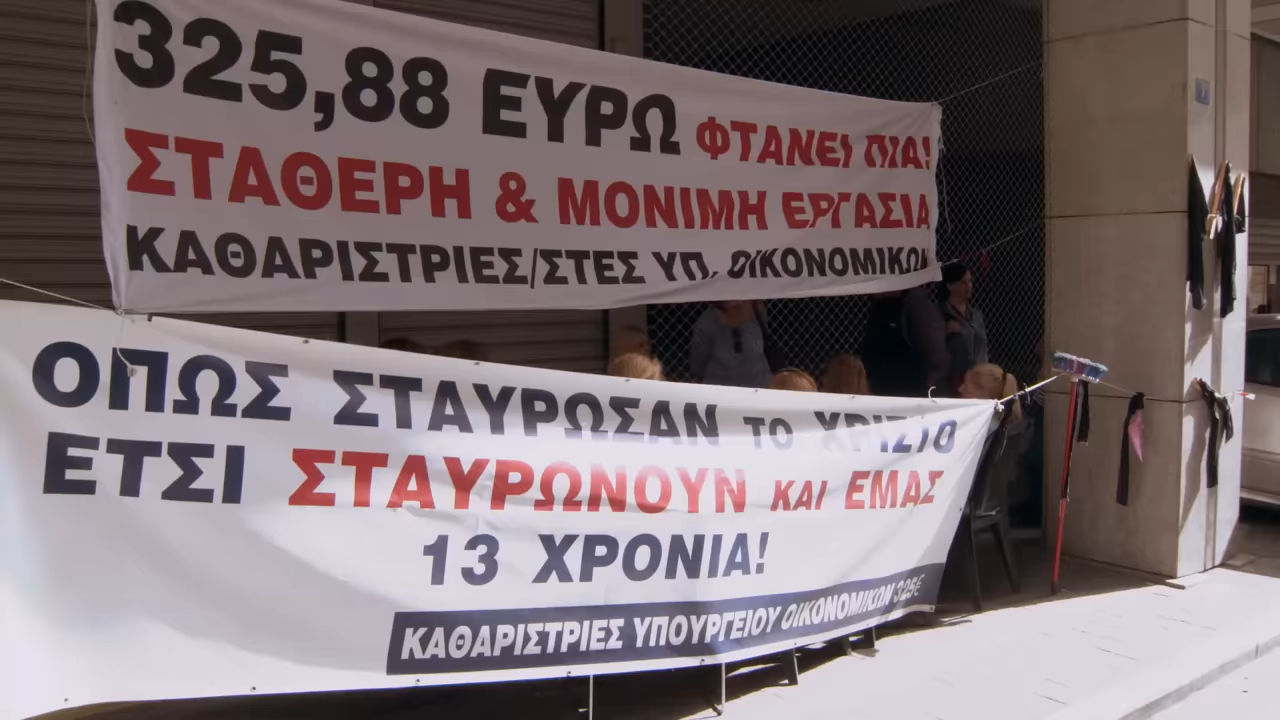 325,88 ΕΥΡΩ ΦΤΑΝΕΙ ΠΙΑ!
ΣΤΑΘΕΡΗ & ΜΟΝΙΜΗ ΕΡΓΑΣΙΑ
ΚΑΘΑΡΙΣΤΡΙΕΣ/ΣΤΕΣ ΥΠ. ΟΙΚΟΝΟΜΙΚΩΝ
ΟΠΩΣ ΣΤΑΥΡΩΣΑΝ ΤΟ ΧΡΙΣΤΟ
ΕΤΣΙ ΣΤΑΥΡΩΝΟΥΝ ΚΑΙ ΕΜΑΣ
13 ΧΡΟΝΙΑ!
ΚΑΘΑΡΙΣΤΡΙΕΣ ΥΠΟΥΡΓΕΙΟΥ ΟΙΚΟΝΟΜΙΚΩΝ 325€